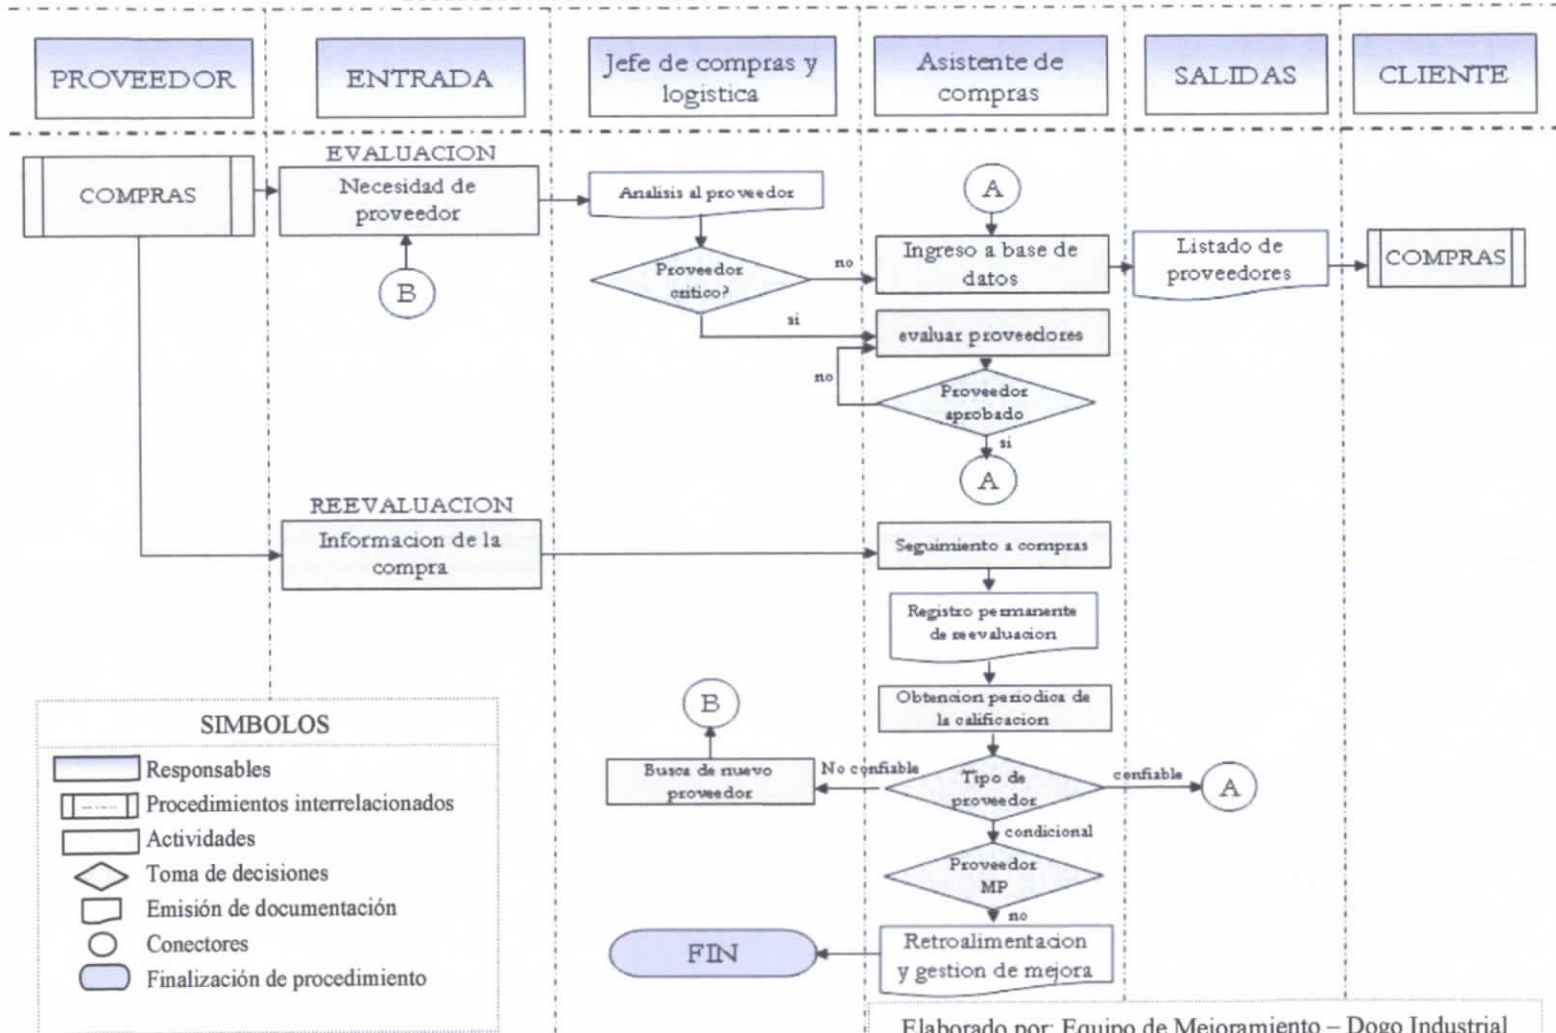 PROVEEDOR
ENTRADA
Jefe de compras y
logistica
Asistente de
compras
SALIDAS
CLIENTE
EVALUACION
COMPRAS
Necesidad de
proveedor
Analisis al proveedor
A
B
Proveedor
critico?
no
Ingreso a base de
datos
Listado de
proveedores
COMPRAS
si
evaluar proveedores
no
Proveedor
aprobado
si
A
REEVALUACION
Informacion de la
compra
Seguimiento a compras
Registro permanente
de reevaluacion
Obtencion periodica de
la calificacion
B
Busca de nuevo
proveedor
No confiable
Tipo de
proveedor
confiable
A
condicional
Proveedor
MP
no
Retroalimentacion
y gestion de mejora
FIN
SIMBOLOS
Responsables
Procedimientos interrelacionados
Actividades
Toma de decisiones
Emisión de documentación
Conectores
Finalización de procedimiento
Elaborado por: Equipo de Mejoramiento – Dogo Industrial